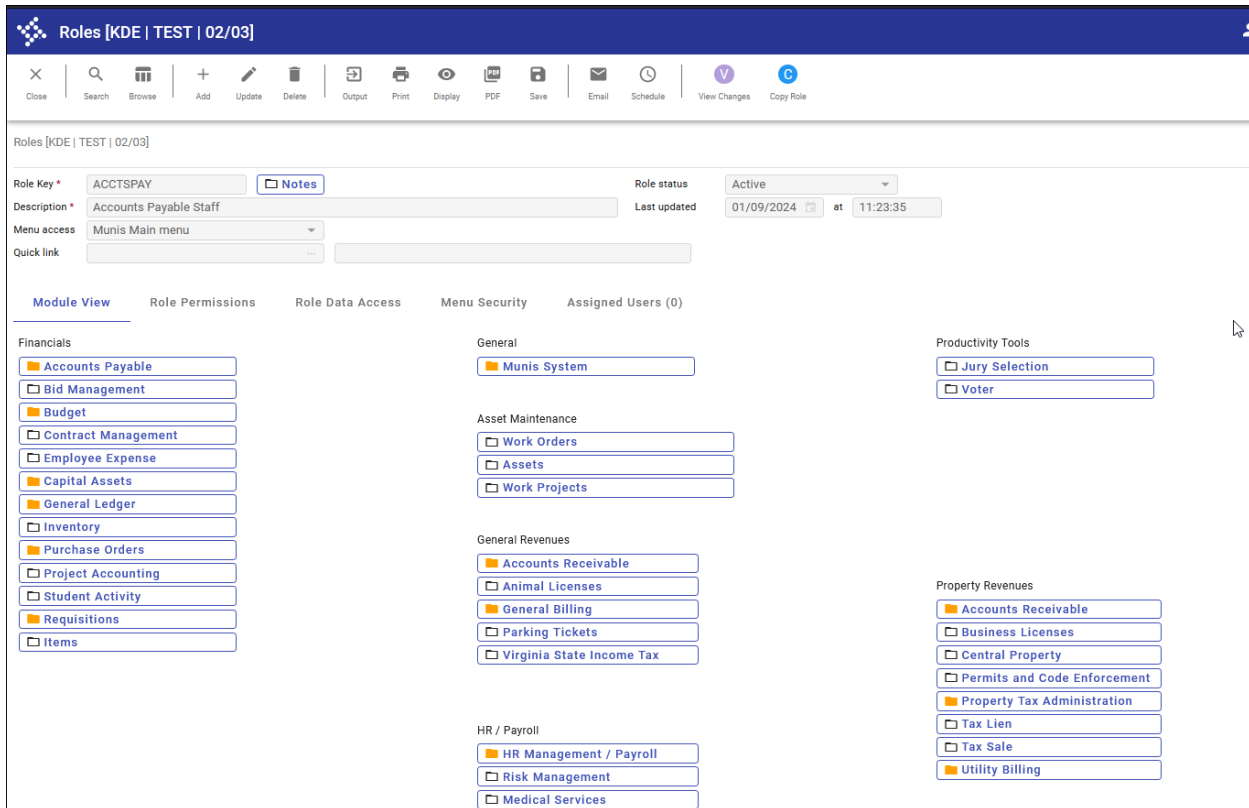 Roles [KDE | TEST | 02/03]
Close Search Browse Add Update Delete Output Print Display PDF Save Email Schedule View Changes Copy Role
Roles [KDE | TEST | 02/03]
Role Key * ACCTSPAY Notes Role status Active
Description * Accounts Payable Staff Last updated 01/09/2024 at 11:23:35
Menu access Munis Main menu
Quick link ...
Module View Role Permissions Role Data Access Menu Security Assigned Users (0)
Financials
Accounts Payable
Bid Management
Budget
Contract Management
Employee Expense
Capital Assets
General Ledger
Inventory
Purchase Orders
Project Accounting
Student Activity
Requisitions
Items
General
Munis System
Asset Maintenance
Work Orders
Assets
Work Projects
General Revenues
Accounts Receivable
Animal Licenses
General Billing
Parking Tickets
Virginia State Income Tax
HR / Payroll
HR Management / Payroll
Risk Management
Medical Services
Productivity Tools
Jury Selection
Voter
Property Revenues
Accounts Receivable
Business Licenses
Central Property
Permits and Code Enforcement
Property Tax Administration
Tax Lien
Tax Sale
Utility Billing